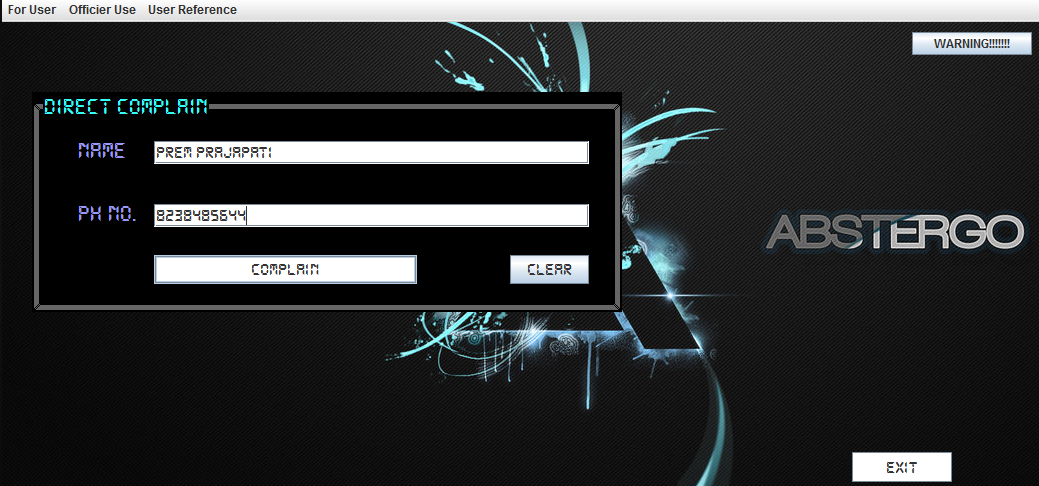 For User Officier Use User Reference
WARNING!!!!!!!
DIRECT COMPLAIN
NAME PREM PRAJAPATI
PH NO. 8238485644
COMPLAIN CLEAR
ABSTERGO
EXIT